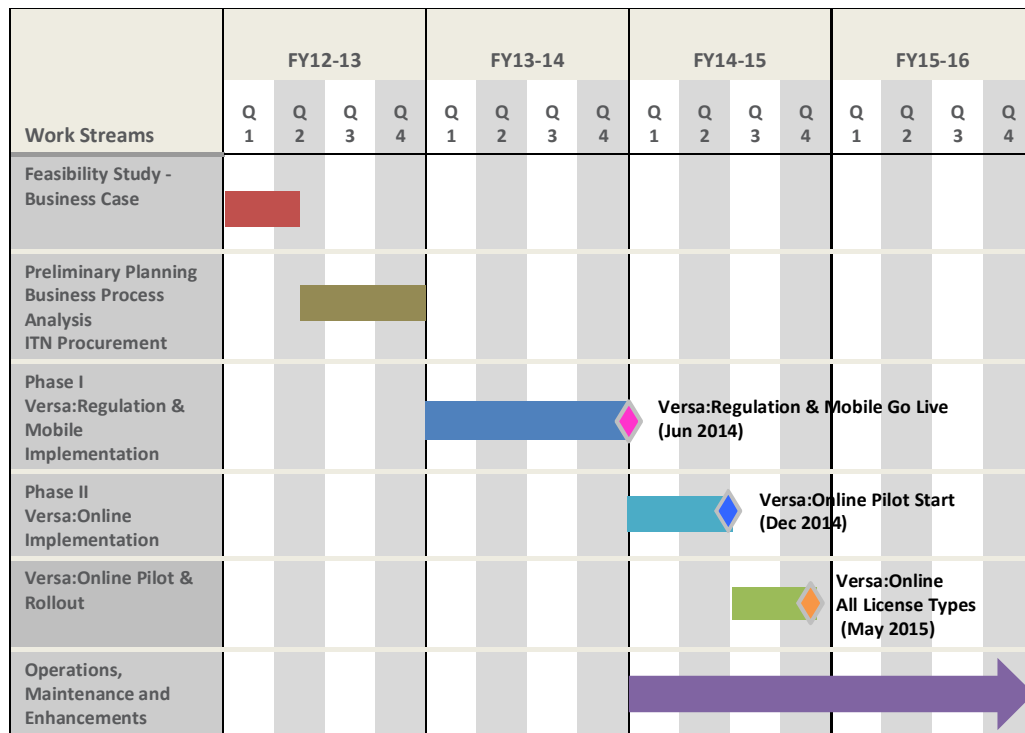 FY12-13 FY13-14 FY14-15 FY15-16
Work Streams
Q Q Q Q Q Q Q Q Q Q Q Q Q Q Q Q
1 2 3 4 1 2 3 4 1 2 3 4 1 2 3 4
Feasibility Study -
Business Case
Preliminary Planning
Business Process
Analysis
ITN Procurement
Phase I
Versa:Regulation &
Mobile
Implementation
Versa:Regulation & Mobile Go Live
(Jun 2014)
Phase II
Versa:Online
Implementation
Versa:Online Pilot Start
(Dec 2014)
Versa:Online Pilot &
Rollout
Versa:Online
All License Types
(May 2015)
Operations,
Maintenance and
Enhancements